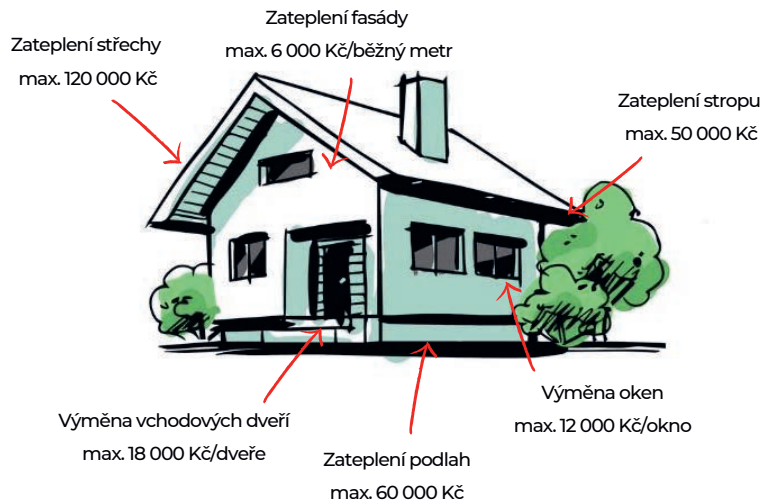 Zateplení fasády
max. 6 000 Kč/běžný metr
Zateplení střechy
max. 120 000 Kč
Zateplení stropu
max. 50 000 Kč
Výměna oken
max. 12 000 Kč/okno
Výměna vchodových dveří
max. 18 000 Kč/dveře
Zateplení podlah
max. 60 000 Kč